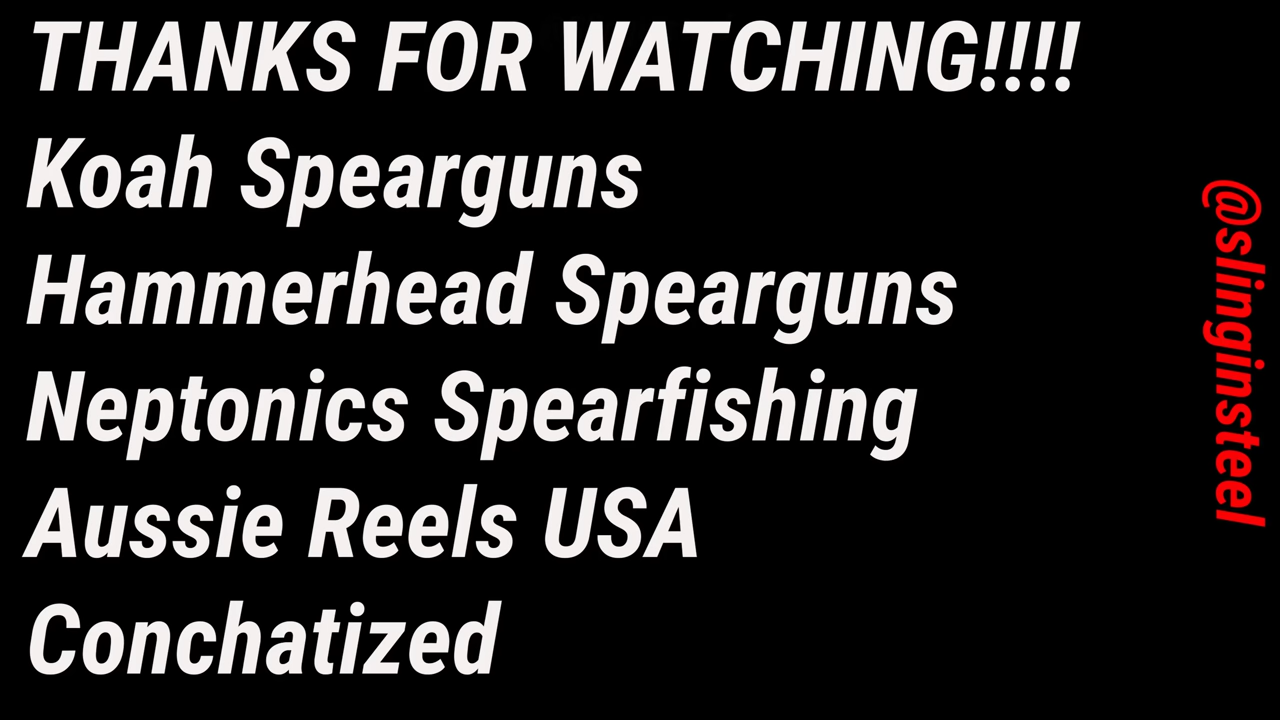 THANKS FOR WATCHING!!!!
Koah Spearguns
Hammerhead Spearguns
Neptonics Spearfishing
Aussie Reels USA
Conchatized
@slinginsteel